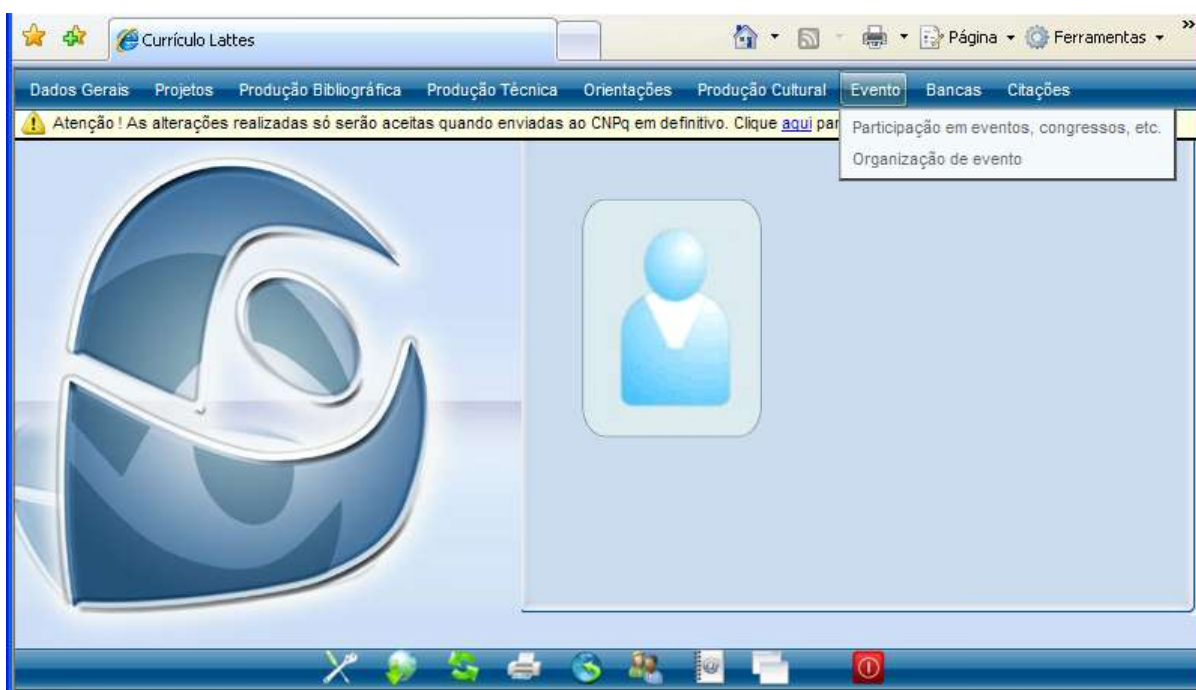 Currículo Lattes
Página
Ferramentas
»
Dados Gerais Projetos Produção Bibliográfica Produção Técnica Orientações Produção Cultural Evento Bancas Citações
Atenção ! As alterações realizadas só serão aceitas quando enviadas ao CNPq em definitivo. Clique aqui par
Participação em eventos, congressos, etc.
Organização de evento